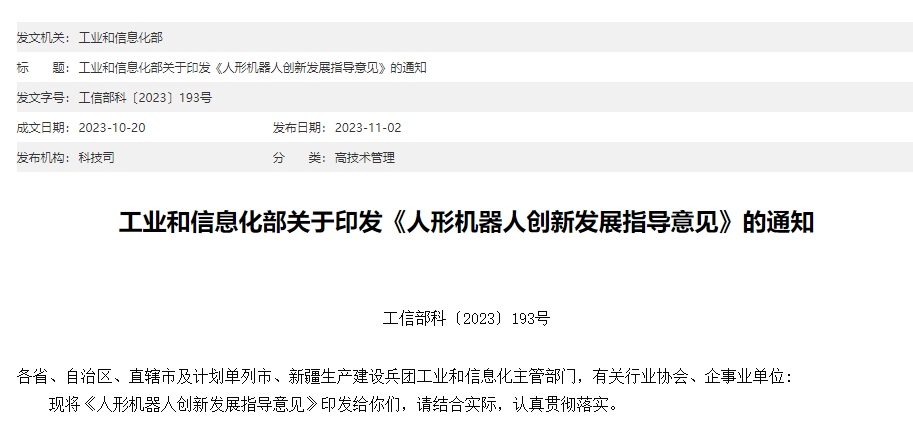 发文机关：工业和信息化部
标　　题：工业和信息化部关于印发《人形机器人创新发展指导意见》的通知
发文字号：工信部科〔2023〕193号
成文日期：2023-10-20　发布日期：2023-11-02
发布机构：科技司　分　　类：高技术管理
工业和信息化部关于印发《人形机器人创新发展指导意见》的通知
工信部科〔2023〕193号
各省、自治区、直辖市及计划单列市、新疆生产建设兵团工业和信息化主管部门，有关行业协会、企事业单位：
现将《人形机器人创新发展指导意见》印发给你们，请结合实际，认真贯彻落实。